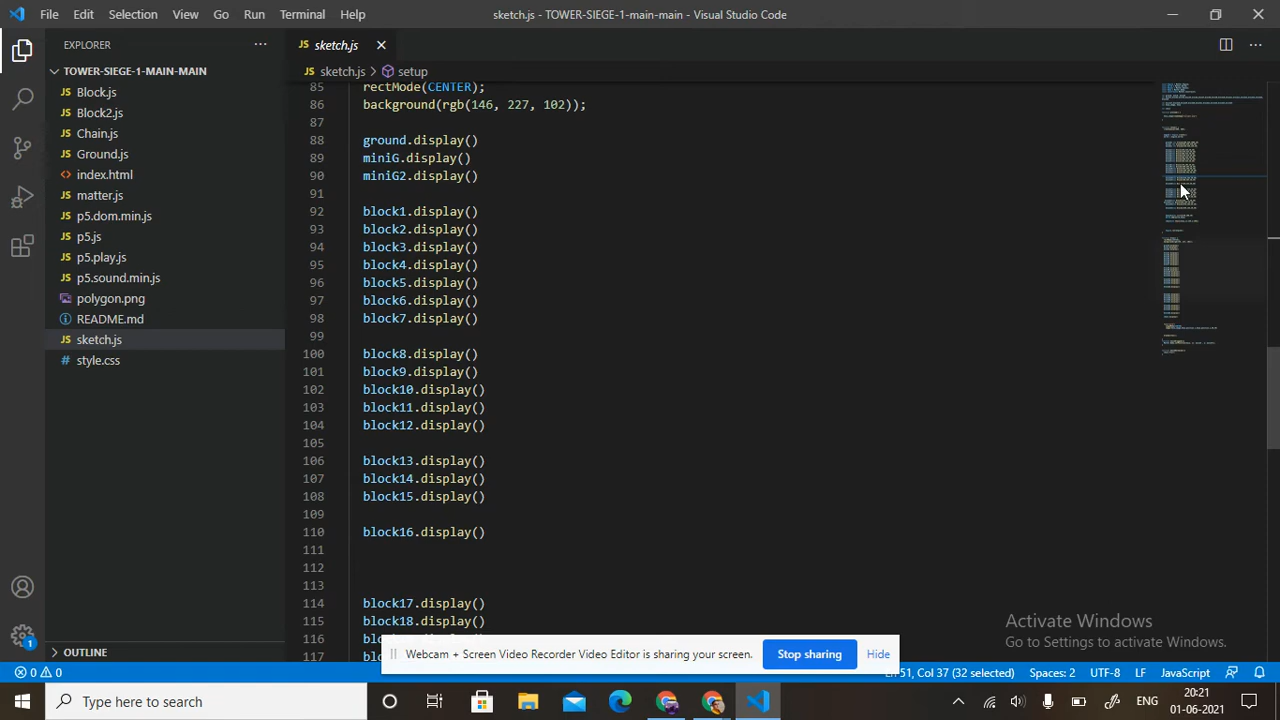 File Edit Selection View Go Run Terminal Help
sketch.js - TOWER-SIEGE-1-main-main - Visual Studio Code
EXPLORER
TOWER-SIEGE-1-MAIN-MAIN
JS Block.js
JS Block2.js
JS Chain.js
JS Ground.js
<> index.html
JS matter.js
JS p5.dom.min.js
JS p5.js
JS p5.play.js
JS p5.sound.min.js
polygon.png
README.md
JS sketch.js
# style.css
OUTLINE
JS sketch.js
JS sketch.js > setup
85 rectMode(CENTER);
86 background(rgb(146, 227, 102));
87
88 ground.display()
89 miniG.display()
90 miniG2.display()
91
92 block1.display()
93 block2.display()
94 block3.display()
95 block4.display()
96 block5.display()
97 block6.display()
98 block7.display()
99
100 block8.display()
101 block9.display()
102 block10.display()
103 block11.display()
104 block12.display()
105
106 block13.display()
107 block14.display()
108 block15.display()
109
110 block16.display()
111
112
113
114 block17.display()
115 block18.display()
116
117
Activate Windows
Go to Settings to activate Windows.
Webcam + Screen Video Recorder Video Editor is sharing your screen. Stop sharing Hide
1
0 0 Ln 51, Col 37 (32 selected) Spaces: 2 UTF-8 LF JavaScript
Type here to search
ENG
20:21
01-06-2021